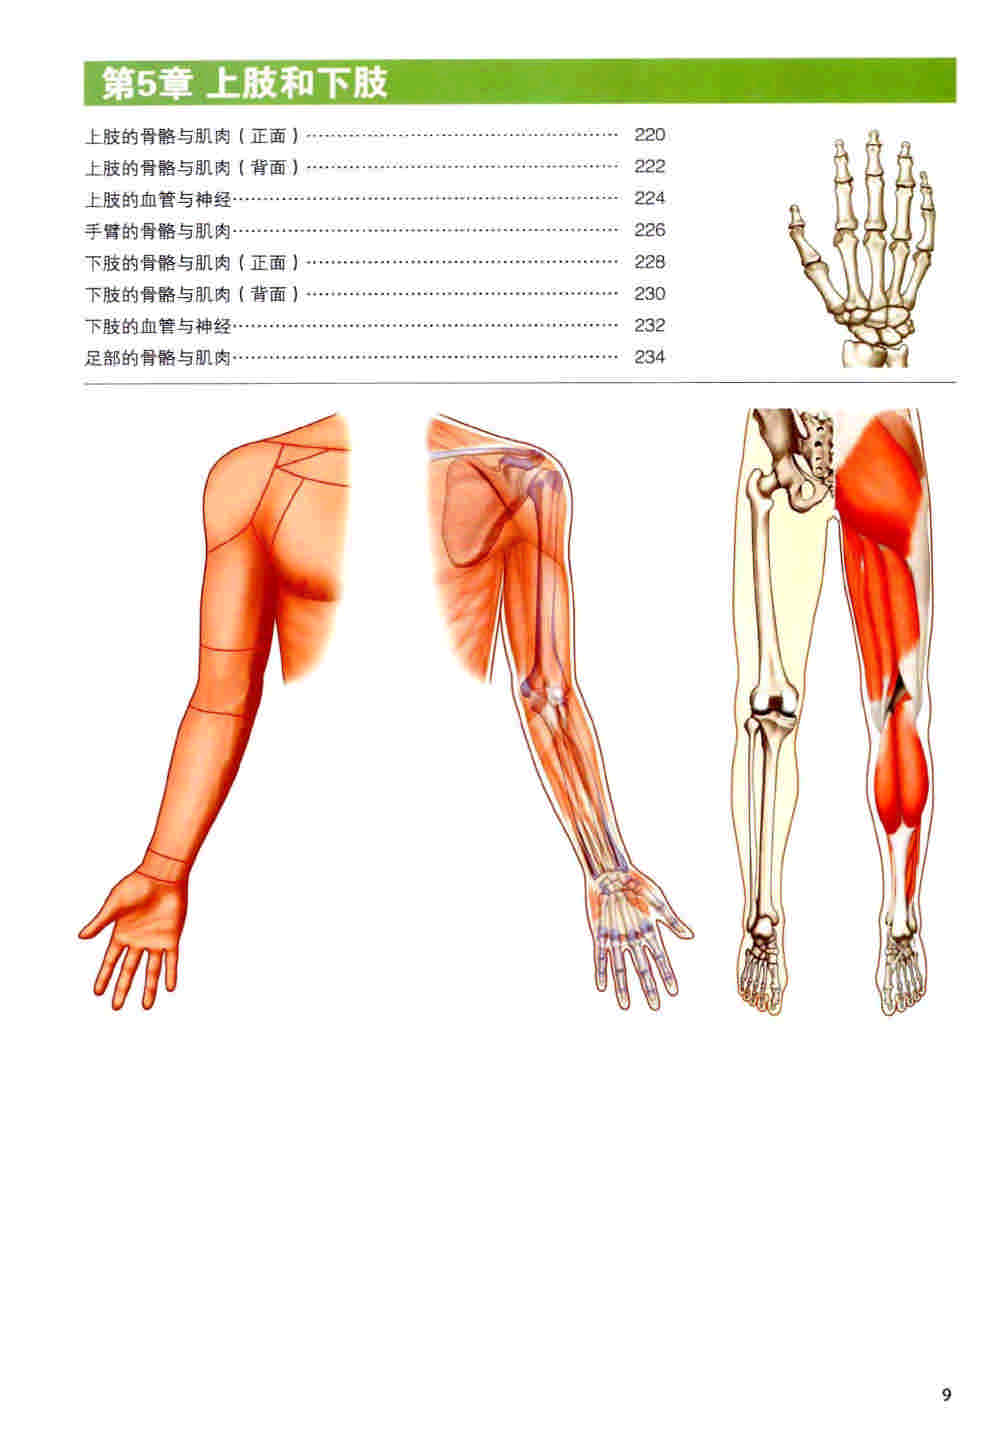 第5章 上肢和下肢
上肢的骨骼与肌肉（正面） 220
上肢的骨骼与肌肉（背面） 222
上肢的血管与神经 224
手臂的骨骼与肌肉 226
下肢的骨骼与肌肉（正面） 228
下肢的骨骼与肌肉（背面） 230
下肢的血管与神经 232
足部的骨骼与肌肉 234
9